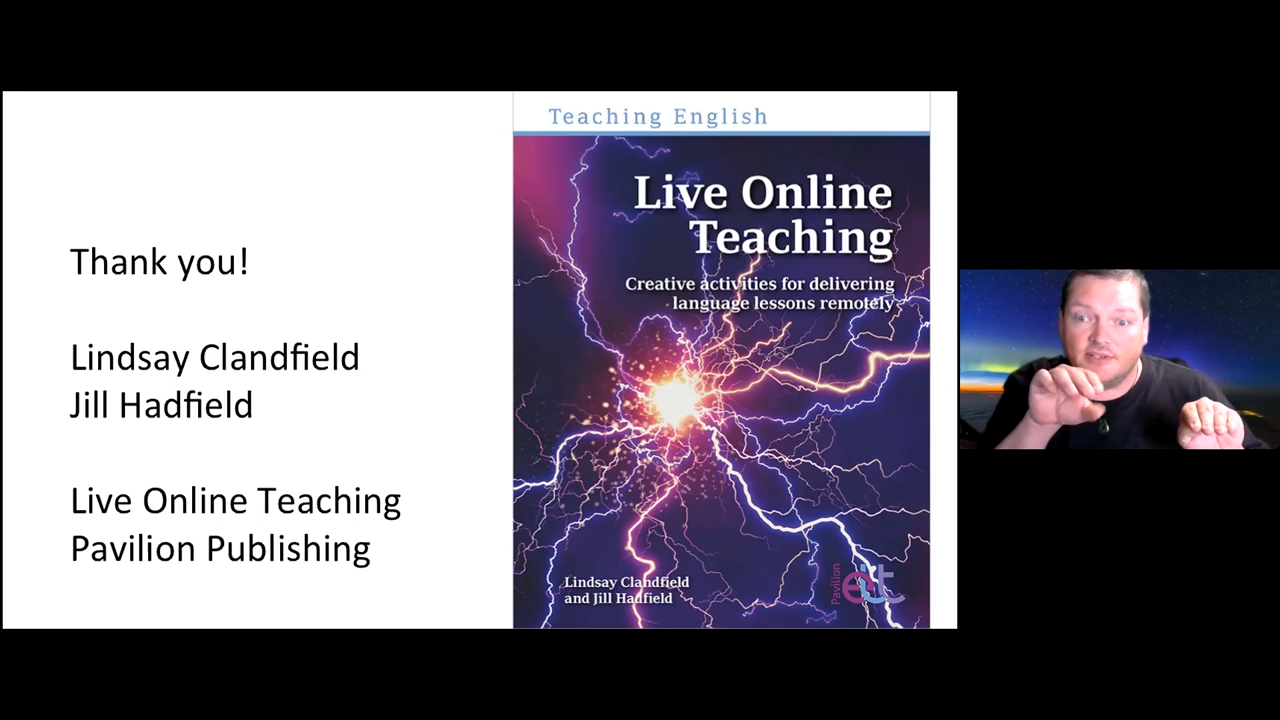 Thank you!
Lindsay Clandfield
Jill Hadfield
Live Online Teaching
Pavilion Publishing
Teaching English
Live Online
Teaching
Creative activities for delivering
language lessons remotely
Lindsay Clandfield
and Jill Hadfield
Pavilion
elt